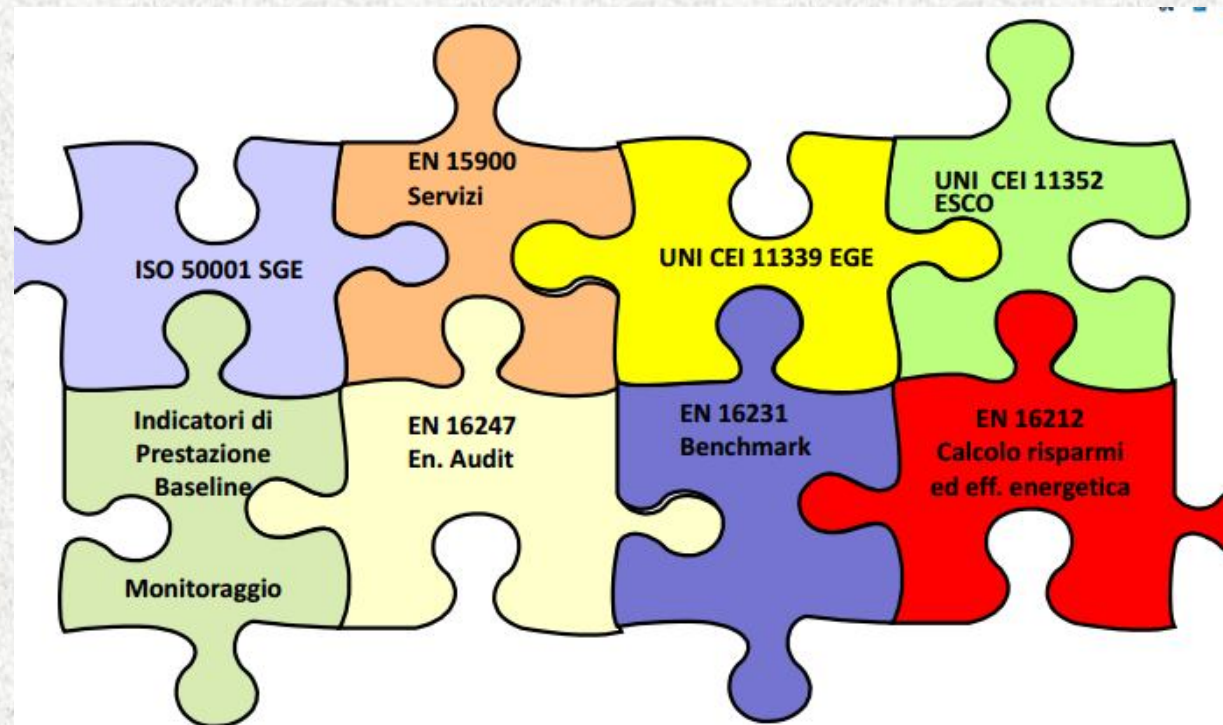 EN 15900
Servizi
UNI CEI 11352
ESCO
ISO 50001 SGE
UNI CEI 11339 EGE
Indicatori di
Prestazione
Baseline
Monitoraggio
EN 16247
En. Audit
EN 16231
Benchmark
EN 16212
Calcolo risparmi
ed eff. energetica